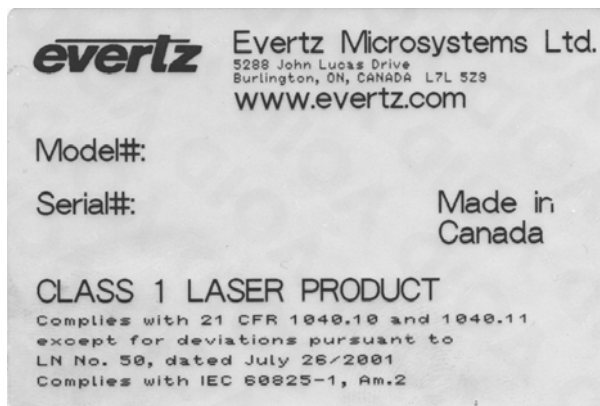 evertz
Evertz Microsystems Ltd.
5288 John Lucas Drive
Burlington, ON, CANADA L7L 5Z9
www.evertz.com
Model#:
Serial#:
Made in
Canada
CLASS 1 LASER PRODUCT
Complies with 21 CFR 1040.10 and 1040.11
except for deviations pursuant to
LN No. 50, dated July 26/2001
Complies with IEC 60825-1, Am.2